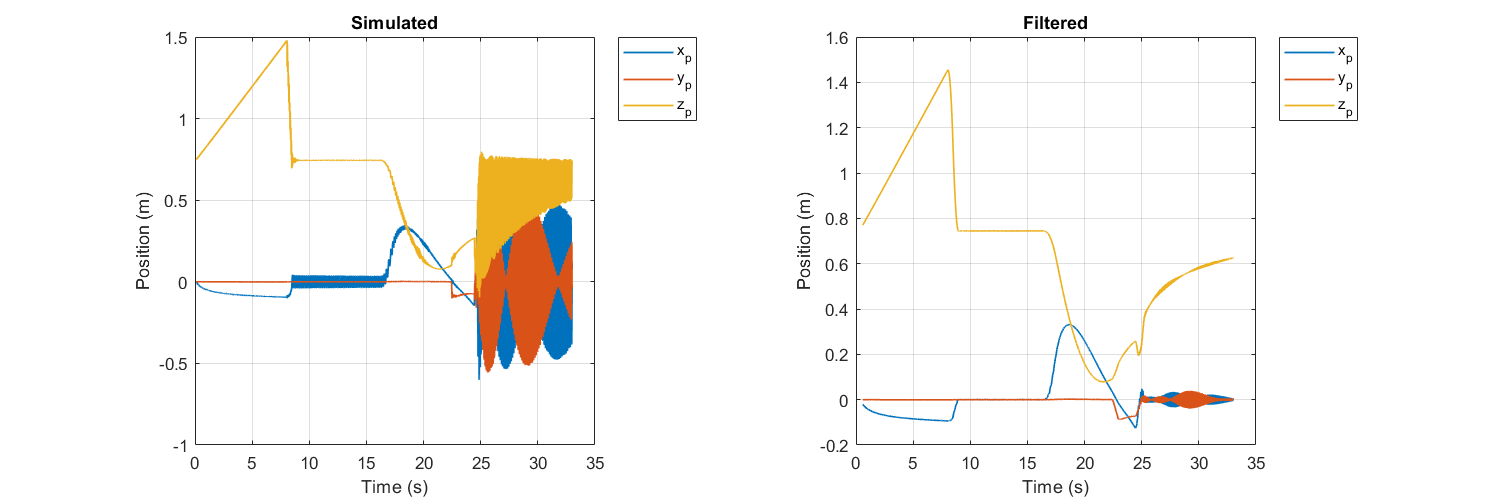 Simulated
1.5
1
0.5
0
-0.5
-1
0 5 10 15 20 25 30 35
Position (m)
Time (s)
x_p
y_p
z_p
Filtered
1.6
1.4
1.2
1
0.8
0.6
0.4
0.2
0
-0.2
0 5 10 15 20 25 30 35
Position (m)
Time (s)
x_p
y_p
z_p